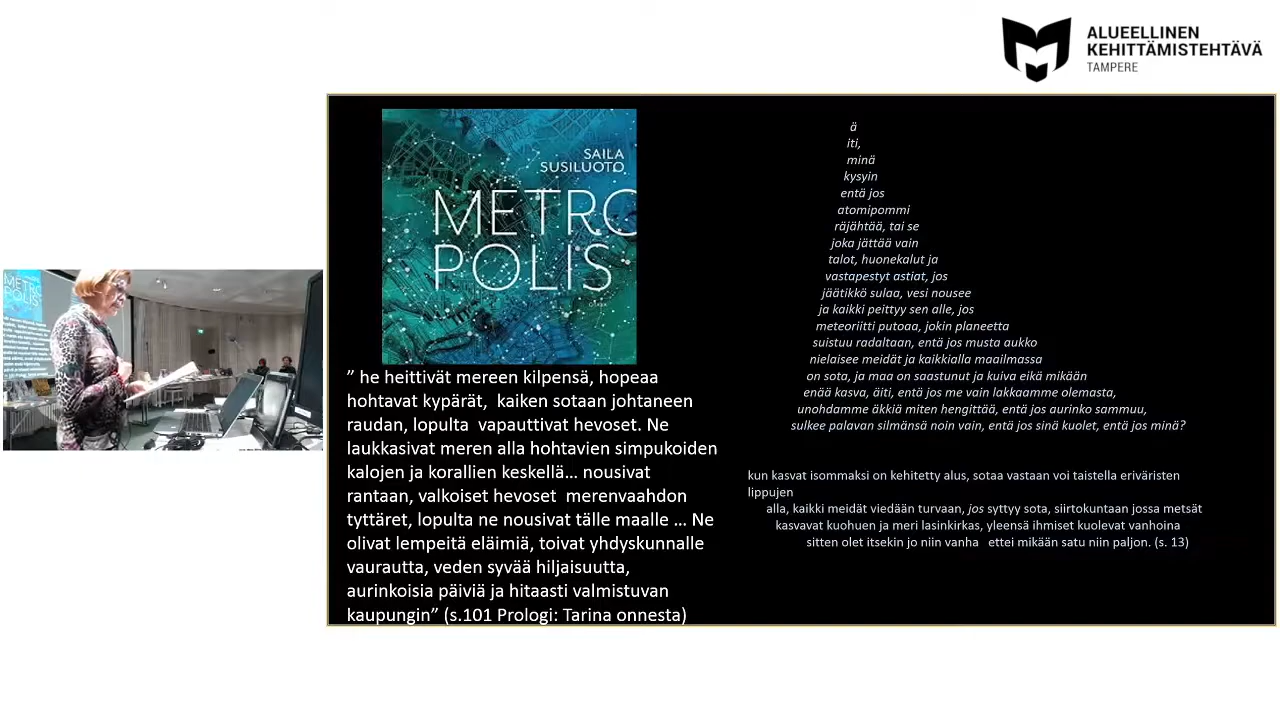 ALUEELLINEN
KEHITTÄMISTEHTÄVÄ
TAMPERE
SAILA
SUSILUOTO
METRO
POLIS
” he heittivät mereen kilpensä, hopeaa
hohtavat kypärät, kaiken sotaan johtaneen
raudan, lopulta vapauttivat hevoset. Ne
laukkasivat meren alla hohtavien simpukoiden
kalojen ja korallien keskellä… nousivat
rantaan, valkoiset hevoset merenvaahdon
tyttäret, lopulta ne nousivat tälle maalle … Ne
olivat lempeitä eläimiä, toivat yhdyskunnalle
vaurautta, veden syvää hiljaisuutta,
aurinkoisia päiviä ja hitaasti valmistuvan
kaupungin” (s.101 Prologi: Tarina onnesta)
ä
iti,
minä
kysyin
entä jos
atomipommi
räjähtää, tai se
joka jättää vain
talot, huonekalut ja
vastapestyt astiat, jos
jäätikkö sulaa, vesi nousee
ja kaikki peittyy sen alle, jos
meteoriitti putoaa, jokin planeetta
suistuu radaltaan, entä jos musta aukko
nielaisee meidät ja kaikkialla maailmassa
on sota, ja maa on saastunut ja kuiva eikä mikään
enää kasva, äiti, entä jos me vain lakkaamme olemasta,
unohdamme äkkiä miten hengittää, entä jos aurinko sammuu,
sulkee palavan silmänsä noin vain, entä jos sinä kuolet, entä jos minä?
kun kasvat isommaksi on kehitetty alus, sotaa vastaan voi taistella eriväristen
lippujen
alla, kaikki meidät viedään turvaan, jos syttyy sota, siirtokuntaan jossa metsät
kasvavat kuohuen ja meri lasinkirkas, yleensä ihmiset kuolevat vanhoina
sitten olet itsekin jo niin vanha ettei mikään satu niin paljon. (s. 13)
METRO
POLIS